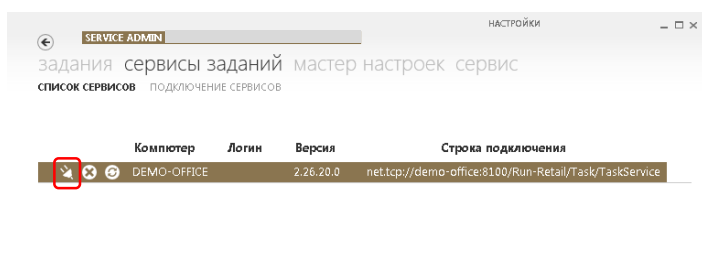 НАСТРОЙКИ
SERVICE ADMIN
задания сервисы заданий мастер настроек сервис
СПИСОК СЕРВИСОВ ПОДКЛЮЧЕНИЕ СЕРВИСОВ
Компютер Логин Версия Строка подключения
DEMO-OFFICE 2.26.20.0 net.tcp://demo-office:8100/Run-Retail/Task/TaskService